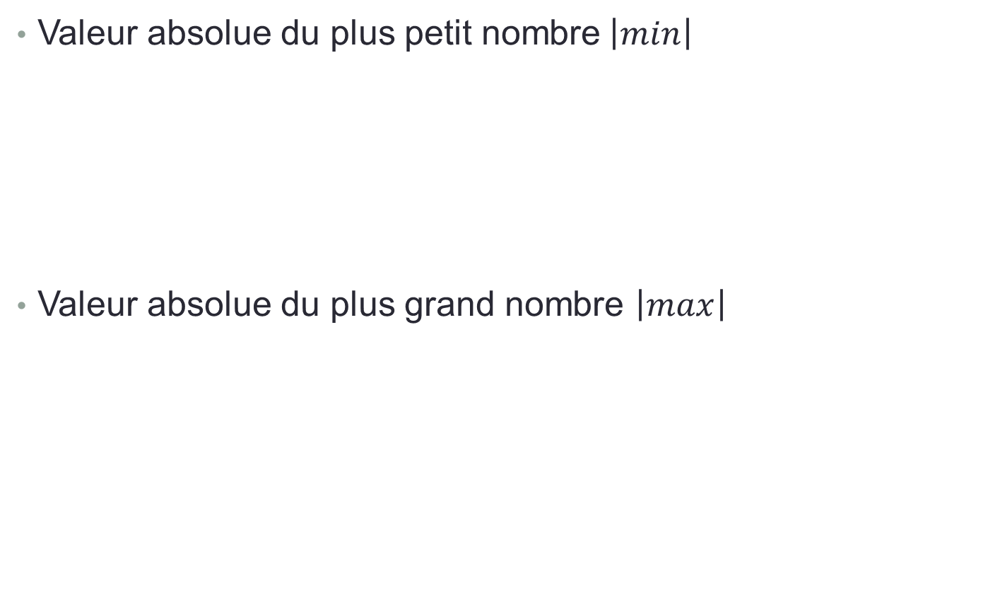 • Valeur absolue du plus petit nombre |min|
• Valeur absolue du plus grand nombre |max|